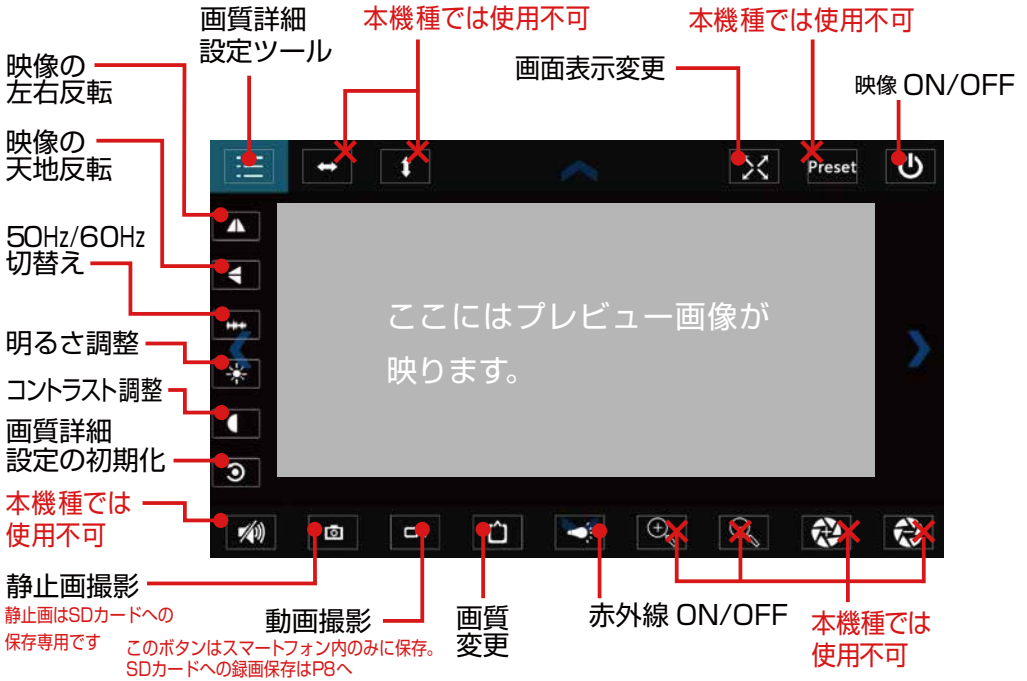 画質詳細
設定ツール
本機種では使用不可
本機種では使用不可
画面表示変更
映像 ON/OFF
映像の
左右反転
映像の
天地反転
50Hz/60Hz
切替え
明るさ調整
コントラスト調整
画質詳細
設定の初期化
本機種では
使用不可
Preset
ここにはプレビュー画像が
映ります。
静止画撮影
静止画はSDカードへの
保存専用です
動画撮影
このボタンはスマートフォン内のみに保存。
SDカードへの録画保存はP8へ
画質
変更
赤外線 ON/OFF
本機種では
使用不可